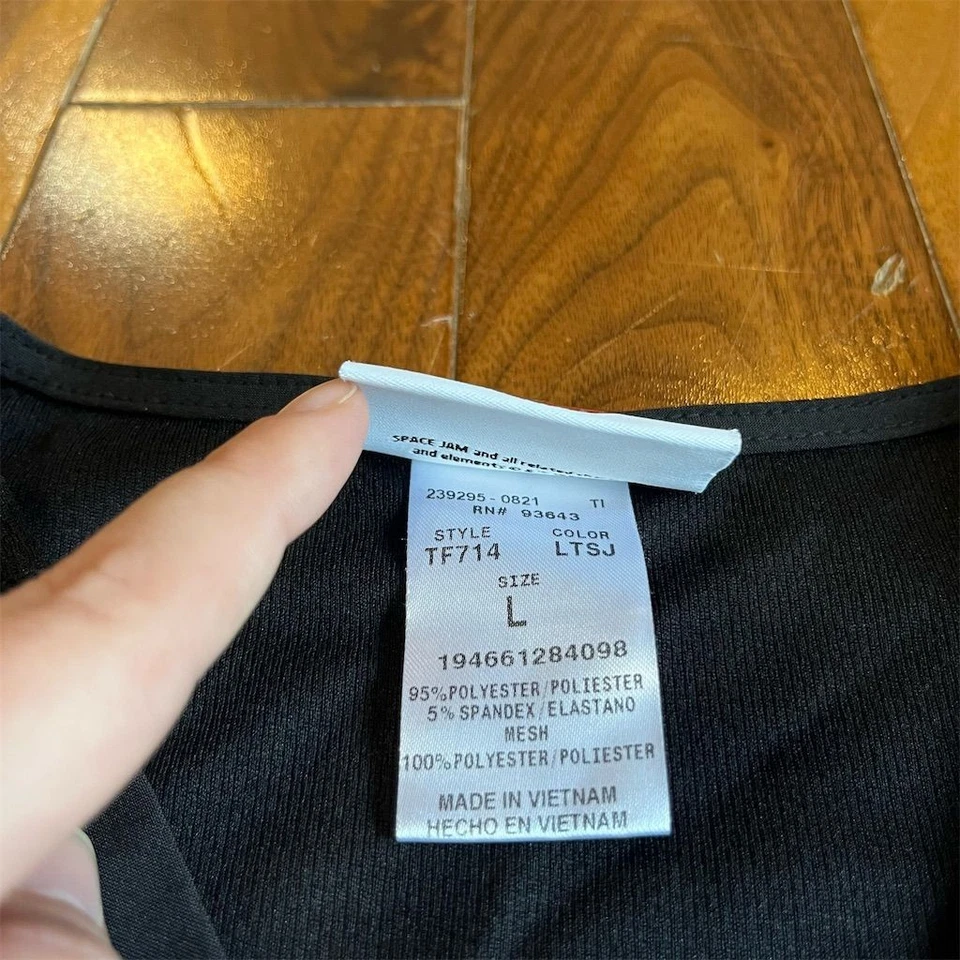 SPACE JAM and all related
and elements
239295-0821 TI
RN# 93643
STYLE COLOR
TF714 LTSJ
SIZE
L
194661284098
95%POLYESTER/POLIESTER
5% SPANDEX/ELASTANO
MESH
100%POLYESTER/POLIESTER
MADE IN VIETNAM
HECHO EN VIETNAM